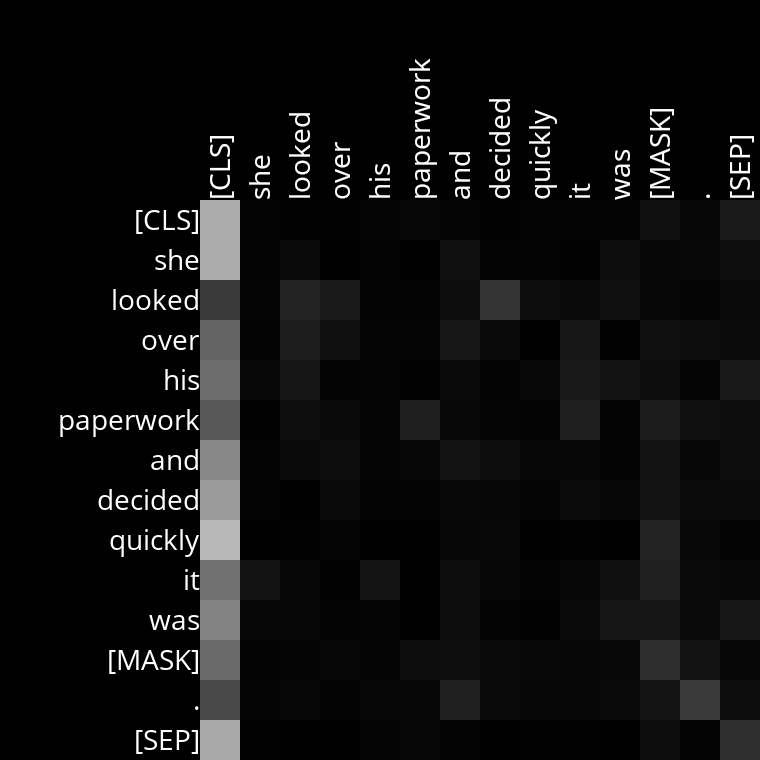 [CLS]
she
looked
over
his
paperwork
and
decided
quickly
it
was
[MASK]
.
[SEP]
[CLS]
she
looked
over
his
paperwork
and
decided
quickly
it
was
[MASK]
.
[SEP]